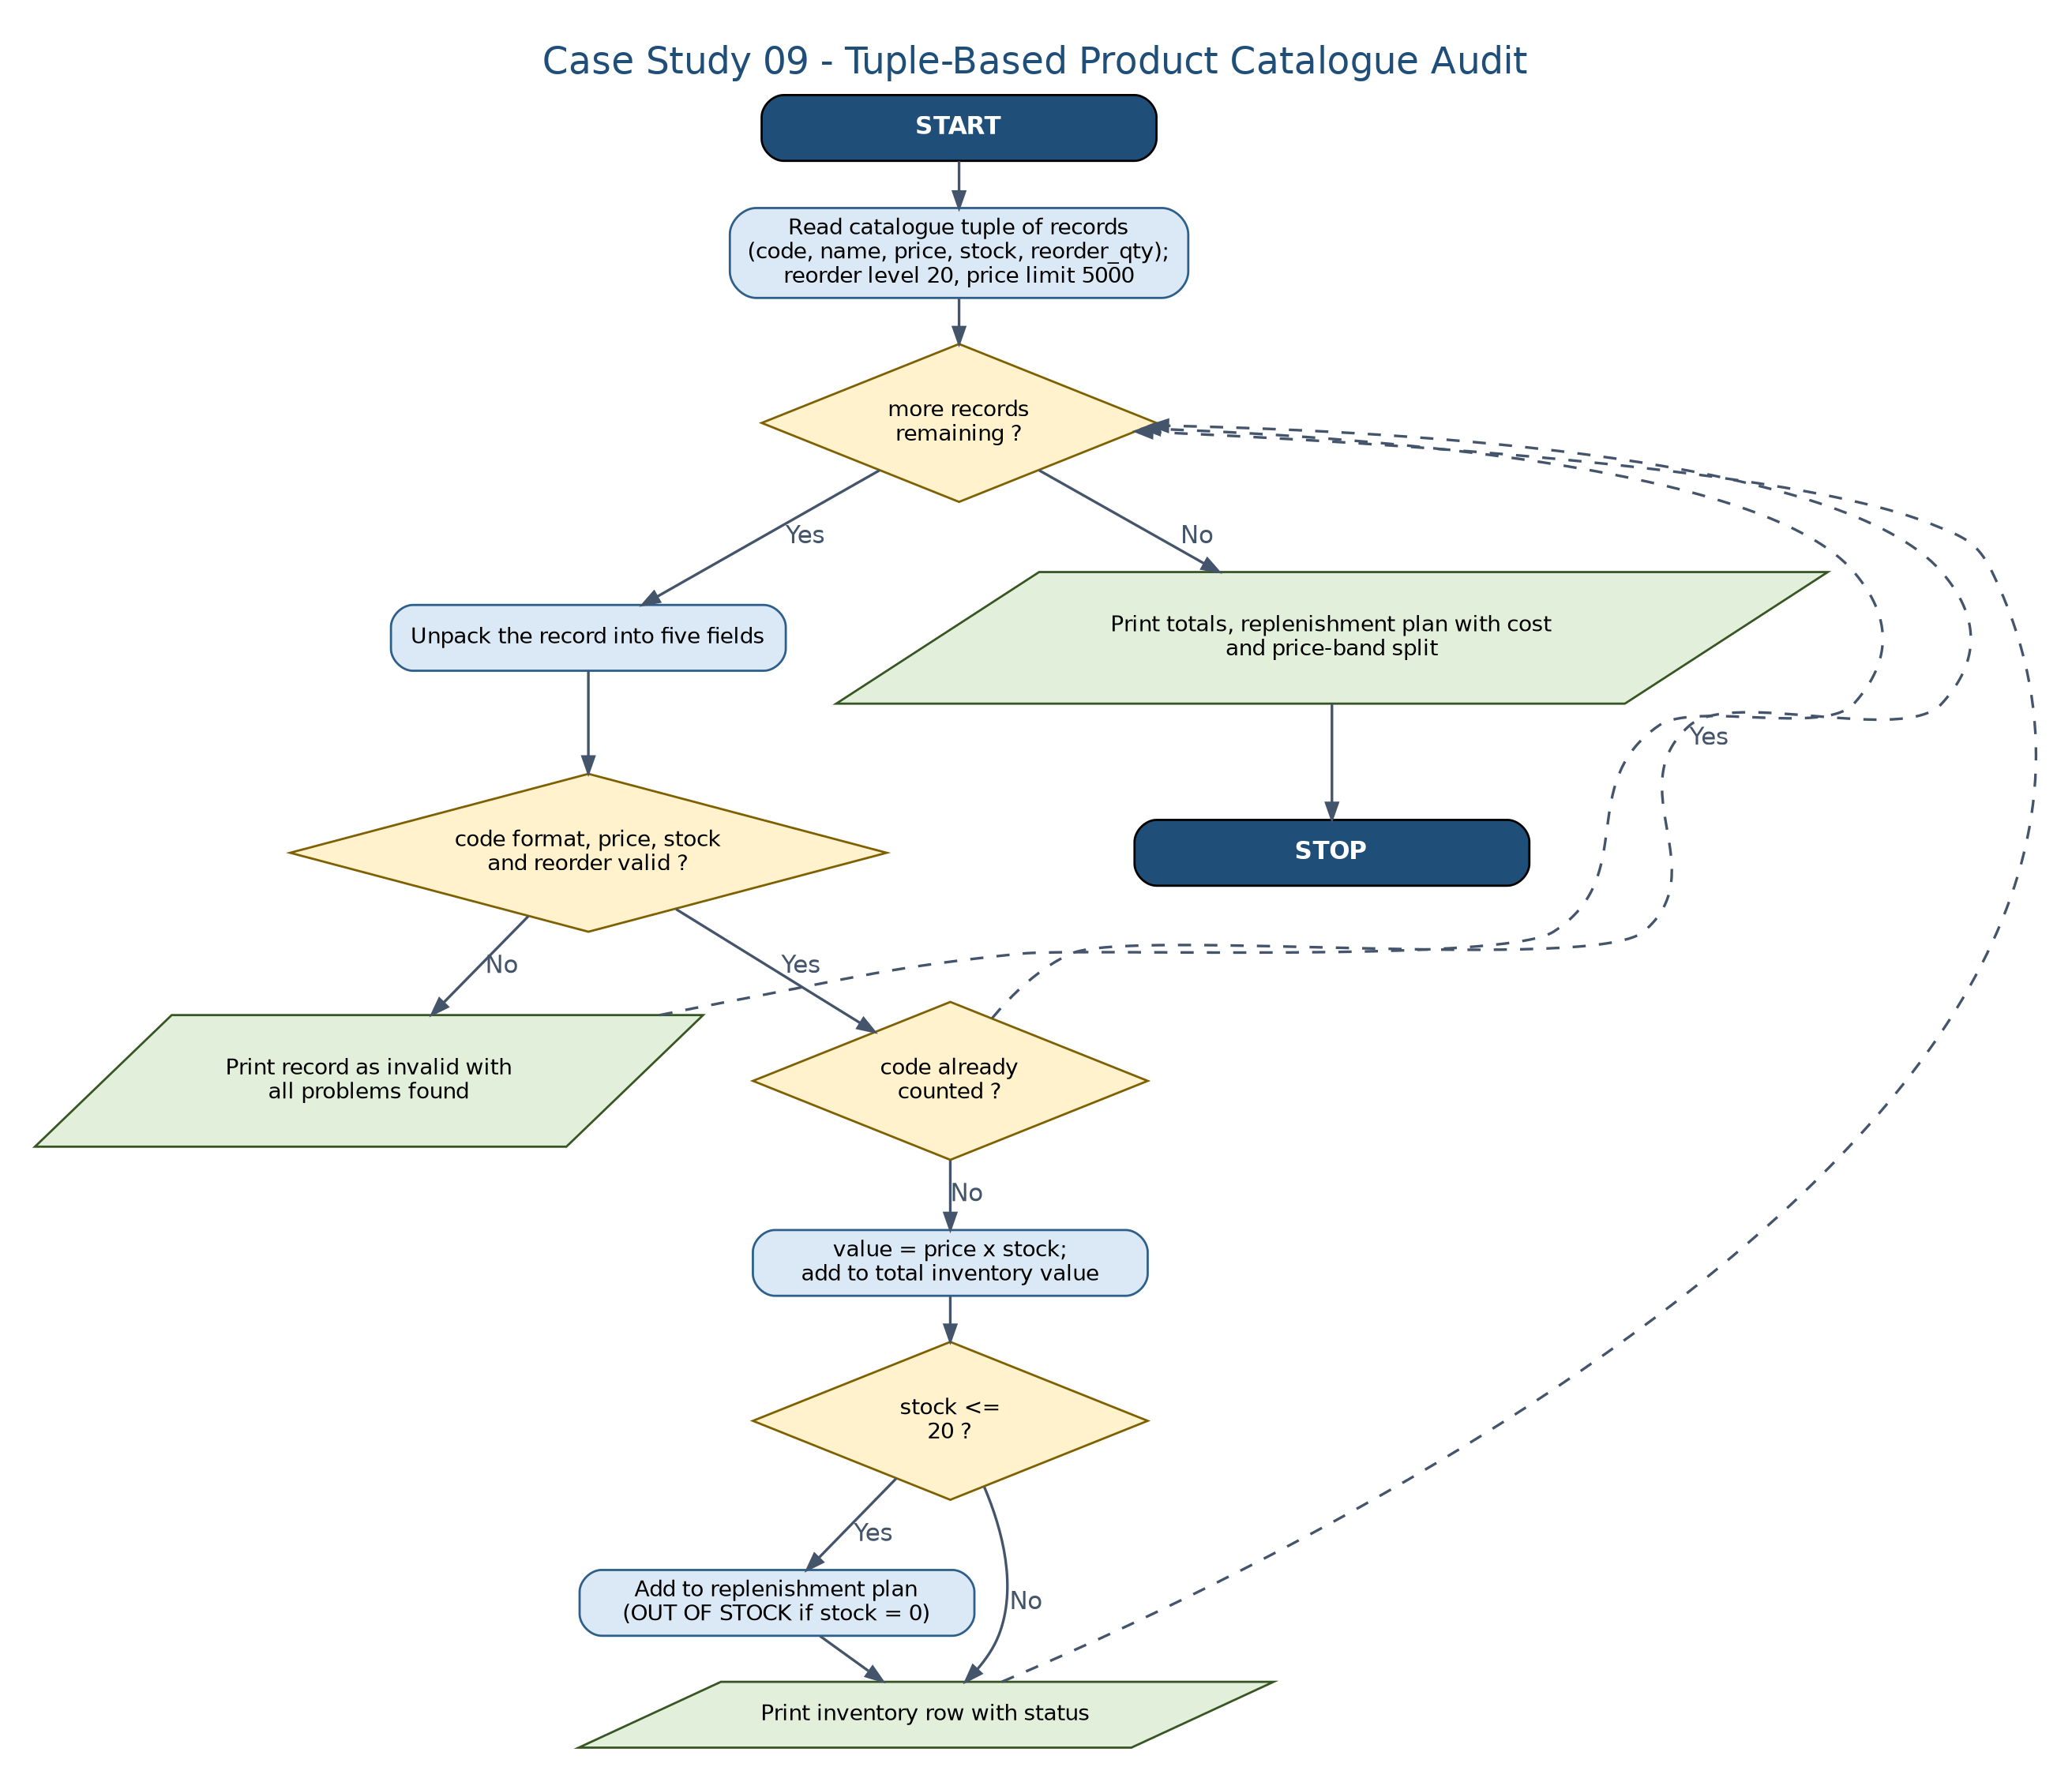 Case Study 09 - Tuple-Based Product Catalogue Audit
START
Read catalogue tuple of records
(code, name, price, stock, reorder_qty);
reorder level 20, price limit 5000
more records
remaining ?
Yes
No
Unpack the record into five fields
Print totals, replenishment plan with cost
and price-band split
Yes
code format, price, stock
and reorder valid ?
STOP
No
Yes
Print record as invalid with
all problems found
code already
counted ?
No
value = price x stock;
add to total inventory value
stock <=
20 ?
Yes
No
Add to replenishment plan
(OUT OF STOCK if stock = 0)
Print inventory row with status